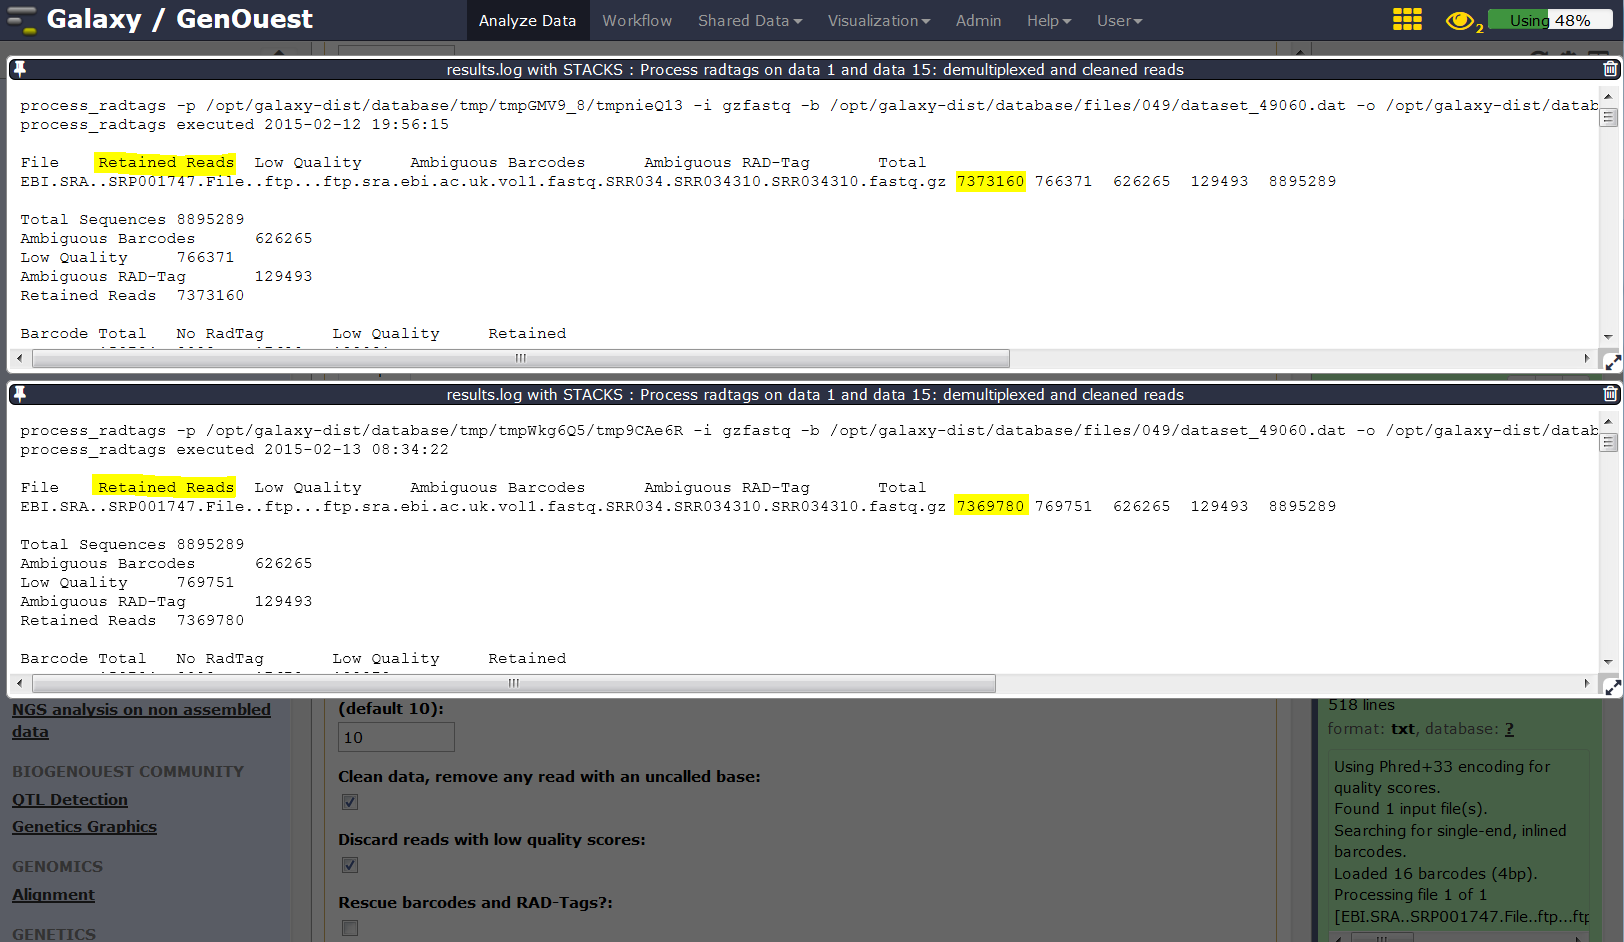 Galaxy / GenOuest
Analyze Data Workflow Shared Data Visualization Admin Help User
2
Using 48%
results.log with STACKS : Process radtags on data 1 and data 15: demultiplexed and cleaned reads
process_radtags -p /opt/galaxy-dist/database/tmp/tmpGMV9_8/tmpnieQ13 -i gzfastq -b /opt/galaxy-dist/database/files/049/dataset_49060.dat -o /opt/galaxy-dist/datab
process_radtags executed 2015-02-12 19:56:15
File Retained Reads Low Quality Ambiguous Barcodes Ambiguous RAD-Tag Total
EBI.SRA..SRP001747.File..ftp...ftp.sra.ebi.ac.uk.vol1.fastq.SRR034.SRR034310.SRR034310.fastq.gz 7373160 766371 626265 129493 8895289
Total Sequences 8895289
Ambiguous Barcodes 626265
Low Quality 766371
Ambiguous RAD-Tag 129493
Retained Reads 7373160
Barcode Total No RadTag Low Quality Retained
results.log with STACKS : Process radtags on data 1 and data 15: demultiplexed and cleaned reads
process_radtags -p /opt/galaxy-dist/database/tmp/tmpWkg6Q5/tmp9CAe6R -i gzfastq -b /opt/galaxy-dist/database/files/049/dataset_49060.dat -o /opt/galaxy-dist/datab
process_radtags executed 2015-02-13 08:34:22
File Retained Reads Low Quality Ambiguous Barcodes Ambiguous RAD-Tag Total
EBI.SRA..SRP001747.File..ftp...ftp.sra.ebi.ac.uk.vol1.fastq.SRR034.SRR034310.SRR034310.fastq.gz 7369780 769751 626265 129493 8895289
Total Sequences 8895289
Ambiguous Barcodes 626265
Low Quality 769751
Ambiguous RAD-Tag 129493
Retained Reads 7369780
Barcode Total No RadTag Low Quality Retained
NGS analysis on non assembled
data
BIOGENOUEST COMMUNITY
QTL Detection
Genetics Graphics
GENOMICS
Alignment
GENETICS
(default 10):
10
Clean data, remove any read with an uncalled base:
Discard reads with low quality scores:
Rescue barcodes and RAD-Tags?:
518 lines
format: txt, database: ?
Using Phred+33 encoding for
quality scores.
Found 1 input file(s).
Searching for single-end, inlined
barcodes.
Loaded 16 barcodes (4bp).
Processing file 1 of 1
[EBI.SRA..SRP001747.File..ftp...ftp